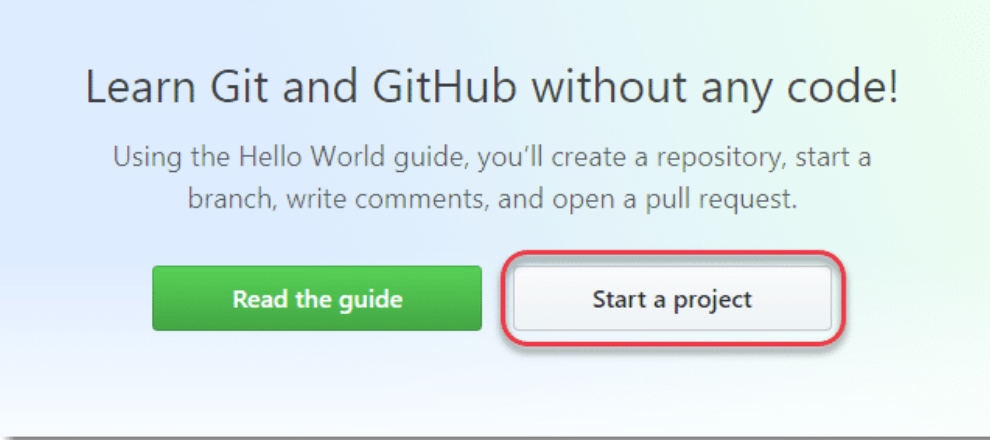 Learn Git and GitHub without any code!
Using the Hello World guide, you’ll create a repository, start a
branch, write comments, and open a pull request.
Read the guide
Start a project